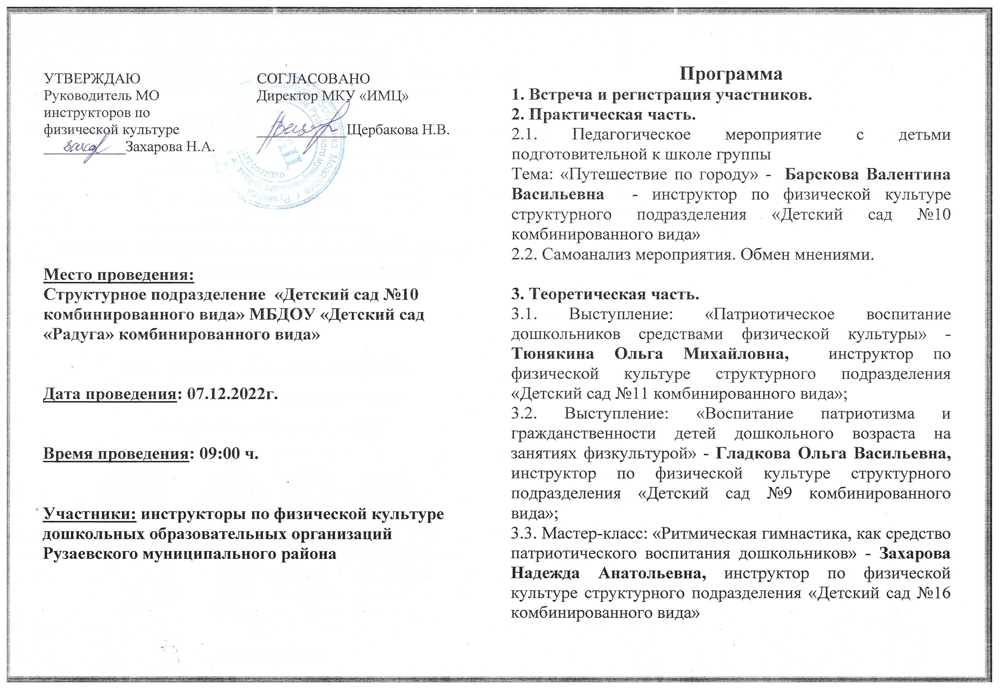 УТВЕРЖДАЮ
Руководитель МО
инструкторов по
физической культуре
___________Захарова Н.А.
СОГЛАСОВАНО
Директор МКУ «ИМЦ»
____________Щербакова Н.В.
Место проведения:
Структурное подразделение «Детский сад №10
комбинированного вида» МБДОУ «Детский сад
«Радуга» комбинированного вида»
Дата проведения: 07.12.2022г.
Время проведения: 09:00 ч.
Участники: инструкторы по физической культуре
дошкольных образовательных организаций
Рузаевского муниципального района
Программа
1. Встреча и регистрация участников.
2. Практическая часть.
2.1. Педагогическое мероприятие с детьми
подготовительной к школе группы
Тема: «Путешествие по городу» - Барскова Валентина
Васильевна - инструктор по физической культуре
структурного подразделения «Детский сад №10
комбинированного вида»
2.2. Самоанализ мероприятия. Обмен мнениями.
3. Теоретическая часть.
3.1. Выступление: «Патриотическое воспитание
дошкольников средствами физической культуры» -
Тюнякина Ольга Михайловна, инструктор по
физической культуре структурного подразделения
«Детский сад №11 комбинированного вида»;
3.2. Выступление: «Воспитание патриотизма и
гражданственности детей дошкольного возраста на
занятиях физкультурой» - Гладкова Ольга Васильевна,
инструктор по физической культуре структурного
подразделения «Детский сад №9 комбинированного
вида»;
3.3. Мастер-класс: «Ритмическая гимнастика, как средство
патриотического воспитания дошкольников» - Захарова
Надежда Анатольевна, инструктор по физической
культуре структурного подразделения «Детский сад №16
комбинированного вида»